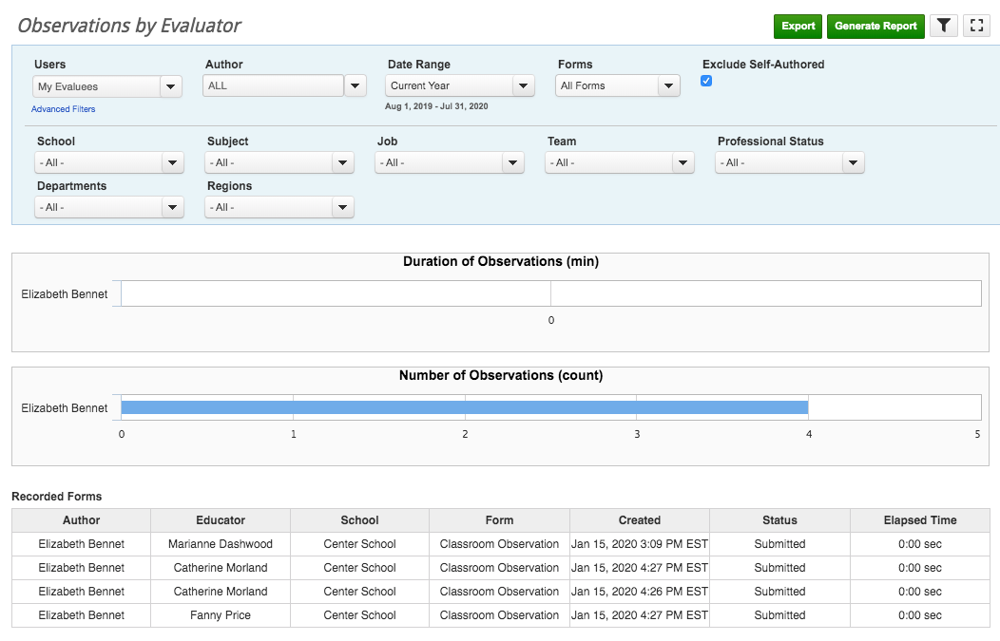 Observations by Evaluator
Export Generate Report
Users Author Date Range Forms Exclude Self-Authored
My Evaluees ALL Current Year All Forms
Advanced Filters Aug 1, 2019 - Jul 31, 2020
School Subject Job Team Professional Status
- All - - All - - All - - All - - All -
Departments Regions
- All - - All -
Duration of Observations (min)
Elizabeth Bennet
0
Number of Observations (count)
Elizabeth Bennet
0 1 2 3 4 5
Recorded Forms
Author Educator School Form Created Status Elapsed Time
Elizabeth Bennet Marianne Dashwood Center School Classroom Observation Jan 15, 2020 3:09 PM EST Submitted 0:00 sec
Elizabeth Bennet Catherine Morland Center School Classroom Observation Jan 15, 2020 4:27 PM EST Submitted 0:00 sec
Elizabeth Bennet Catherine Morland Center School Classroom Observation Jan 15, 2020 4:26 PM EST Submitted 0:00 sec
Elizabeth Bennet Fanny Price Center School Classroom Observation Jan 15, 2020 4:27 PM EST Submitted 0:00 sec